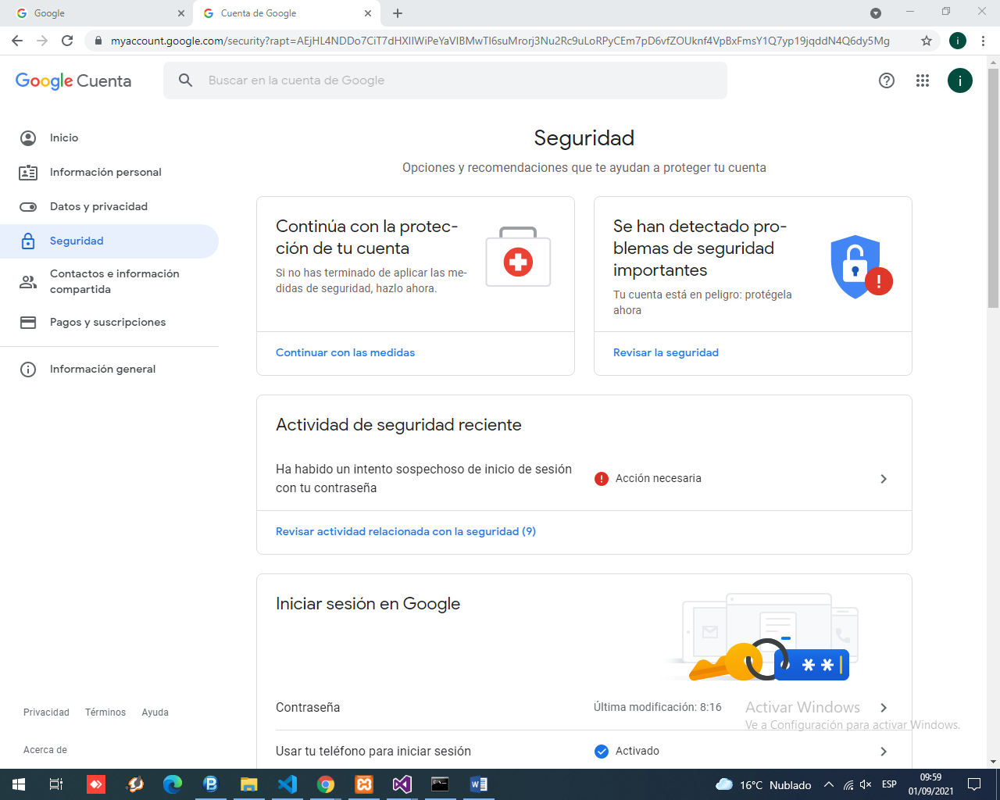 Google
Cuenta de Google
myaccount.google.com/security?rapt=AEjHL4NDDo7CiT7dHXIIWiPeYaVIBMwTI6suMrorj3Nu2Rc9uLoRPyCEm7pD6vfZOUknf4VpBxFmsY1Q7yp19jqddN4Q6dy5Mg
i
Google Cuenta
Buscar en la cuenta de Google
i
Inicio
Información personal
Datos y privacidad
Seguridad
Contactos e información
compartida
Pagos y suscripciones
Información general
Privacidad Términos Ayuda
Acerca de
Seguridad
Opciones y recomendaciones que te ayudan a proteger tu cuenta
Continúa con la protec-
ción de tu cuenta
Si no has terminado de aplicar las me-
didas de seguridad, hazlo ahora.
Continuar con las medidas
Se han detectado pro-
blemas de seguridad
importantes
Tu cuenta está en peligro: protégela
ahora
Revisar la seguridad
Actividad de seguridad reciente
Ha habido un intento sospechoso de inicio de sesión
con tu contraseña
Acción necesaria
Revisar actividad relacionada con la seguridad (9)
Iniciar sesión en Google
Contraseña
Última modificación: 8:16
Usar tu teléfono para iniciar sesión
Activado
Activar Windows
Ve a Configuración para activar Windows.
16°C Nublado
ESP
09:59
01/09/2021